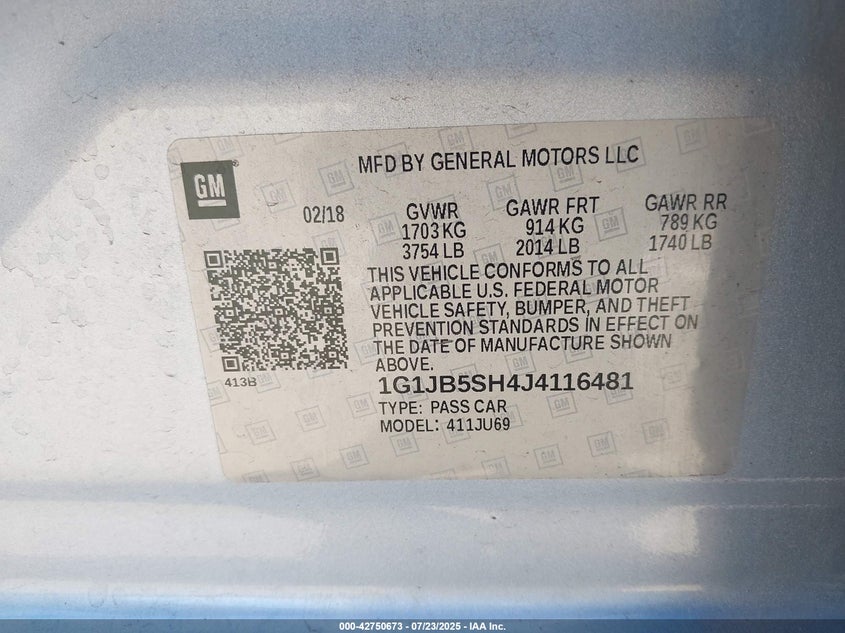 GM
MFD BY GENERAL MOTORS LLC
02/18
GVWR
1703 KG
3754 LB
GAWR FRT
914 KG
2014 LB
GAWR RR
789 KG
1740 LB
THIS VEHICLE CONFORMS TO ALL
APPLICABLE U.S. FEDERAL MOTOR
VEHICLE SAFETY, BUMPER, AND THEFT
PREVENTION STANDARDS IN EFFECT ON
THE DATE OF MANUFACTURE SHOWN
ABOVE.
413B
1G1JB5SH4J4116481
TYPE: PASS CAR
MODEL: 411JU69
000-42750673 - 07/23/2025 - IAA Inc.